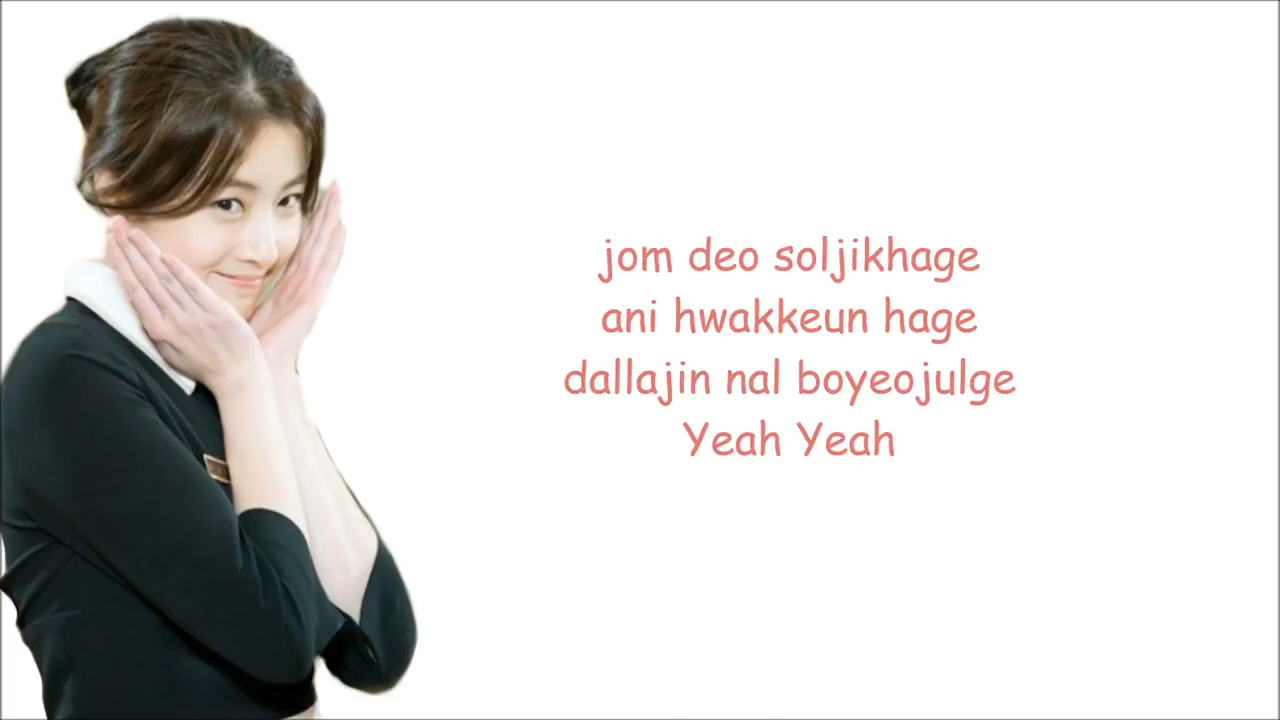 jom deo soljikhage
ani hwakkeun hage
dallajin nal boyeojulge
Yeah Yeah